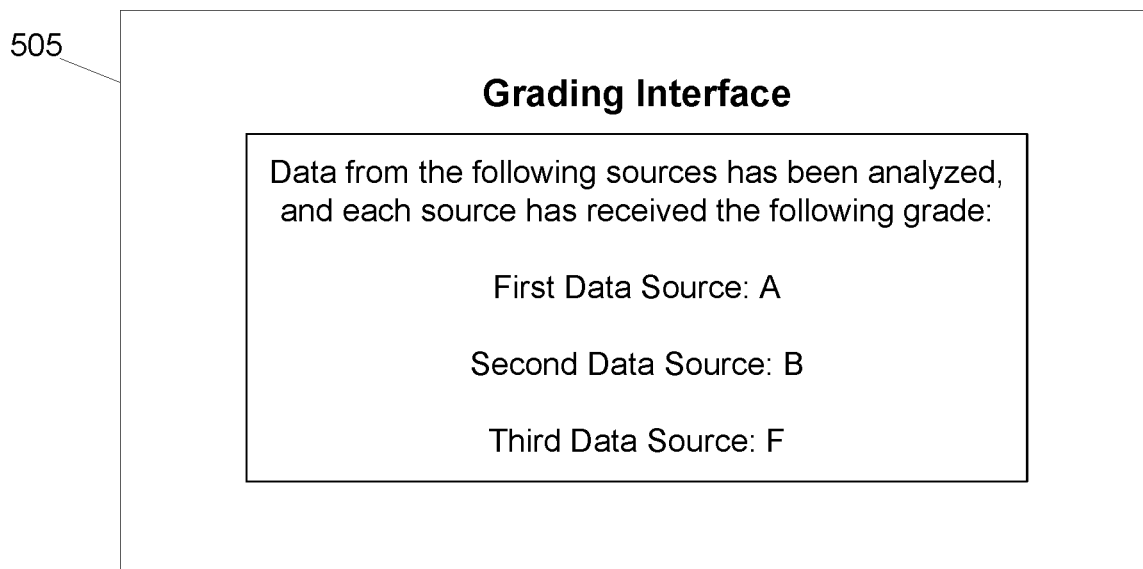 505
Grading Interface
Data from the following sources has been analyzed,
and each source has received the following grade:
First Data Source: A
Second Data Source: B
Third Data Source: F